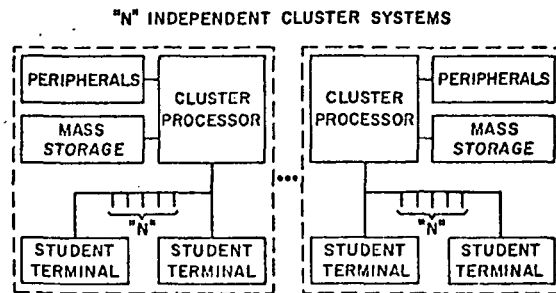 "N" INDEPENDENT CLUSTER SYSTEMS
PERIPHERALS
CLUSTER
PROCESSOR
MASS
STORAGE
"N"
STUDENT
TERMINAL
STUDENT
TERMINAL
...
CLUSTER
PROCESSOR
PERIPHERALS
MASS
STORAGE
"N"
STUDENT
TERMINAL
STUDENT
TERMINAL